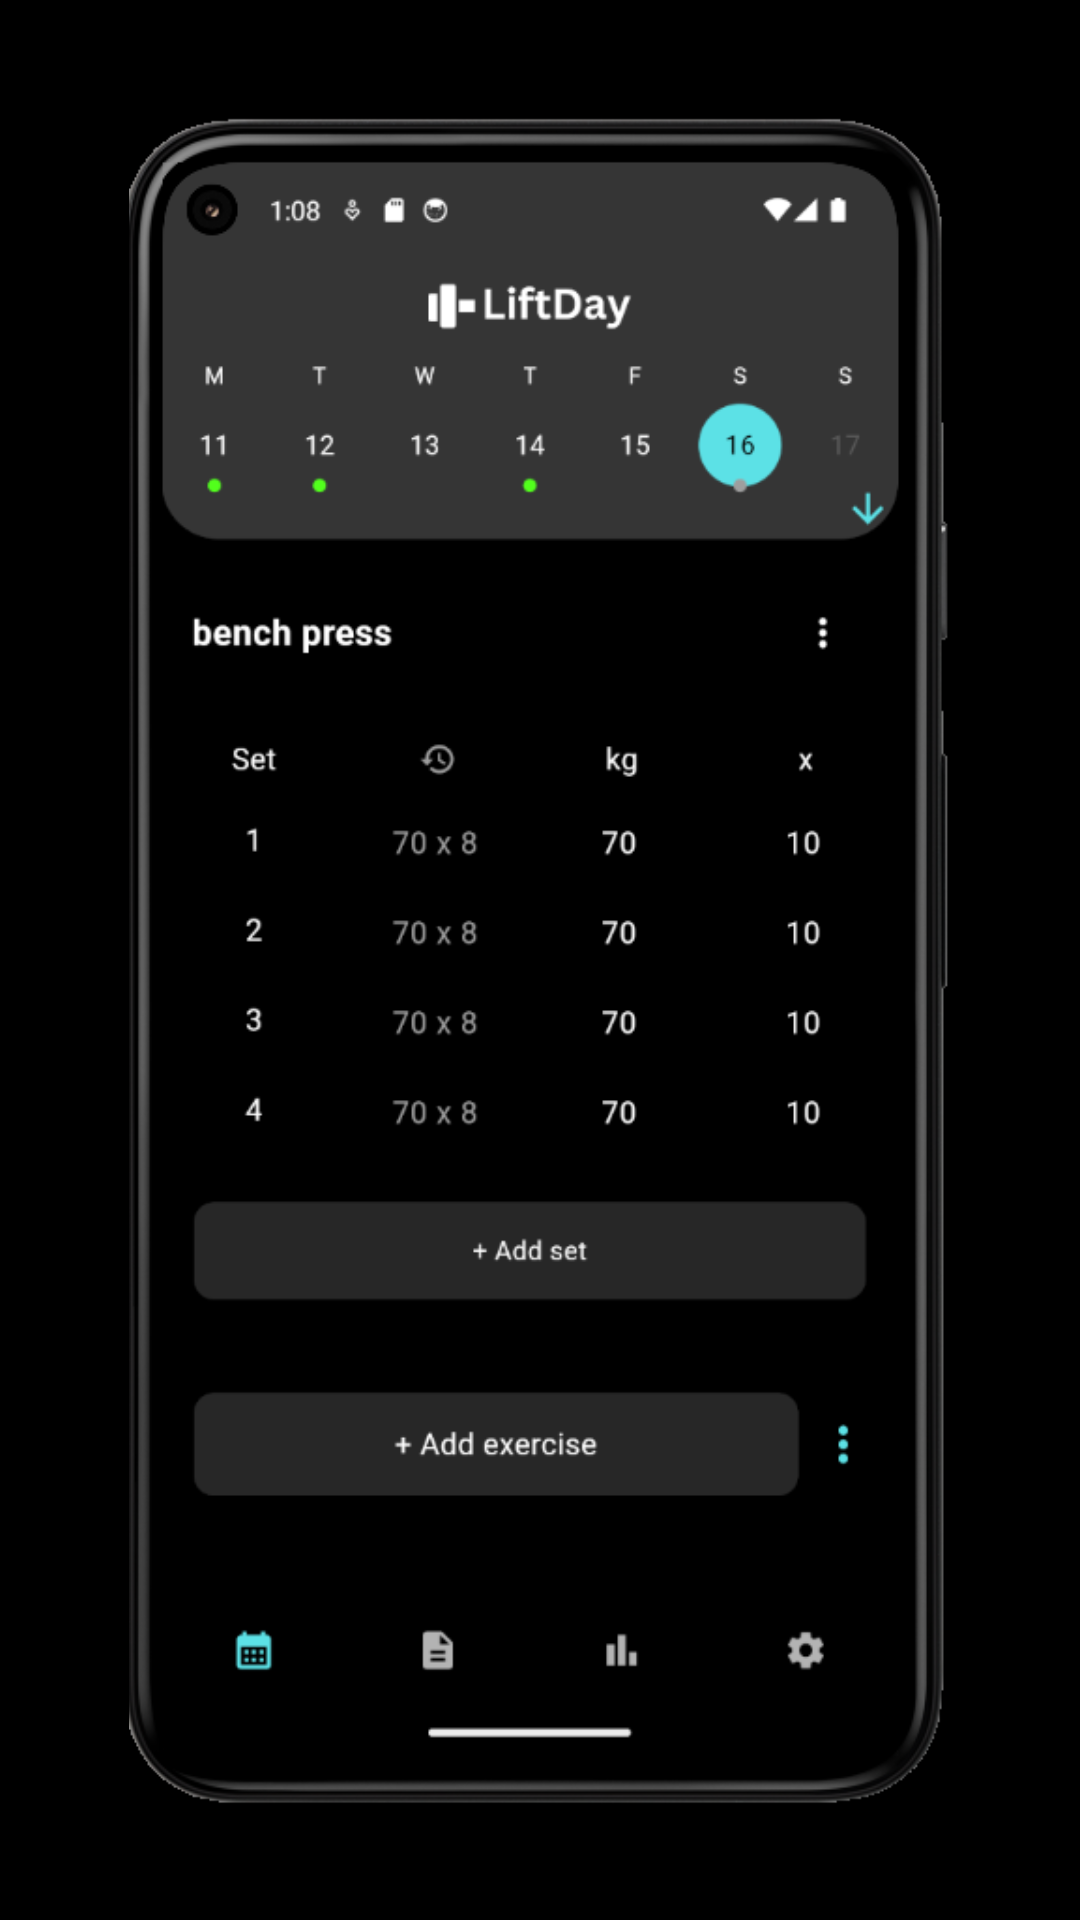 1:08
LiftDay
M T W T F S S
11 12 13 14 15 16 17
bench press
Set kg x
1 70 x 8 70 10
2 70 x 8 70 10
3 70 x 8 70 10
4 70 x 8 70 10
+ Add set
+ Add exercise